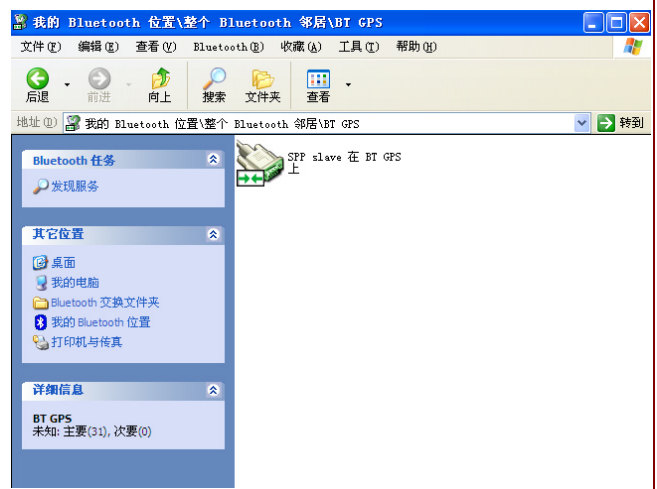 我的 Bluetooth 位置\整个 Bluetooth 邻居\BT GPS
文件(F) 编辑(E) 查看(V) Bluetooth(B) 收藏(A) 工具(T) 帮助(H)
后退 前进 向上 搜索 文件夹 查看
地址(D) 我的 Bluetooth 位置\整个 Bluetooth 邻居\BT GPS 转到
Bluetooth 任务
发现服务
其它位置
桌面
我的电脑
Bluetooth 交换文件夹
我的 Bluetooth 位置
打印机与传真
详细信息
BT GPS
未知: 主要(31), 次要(0)
SPP slave 在 BT GPS
上